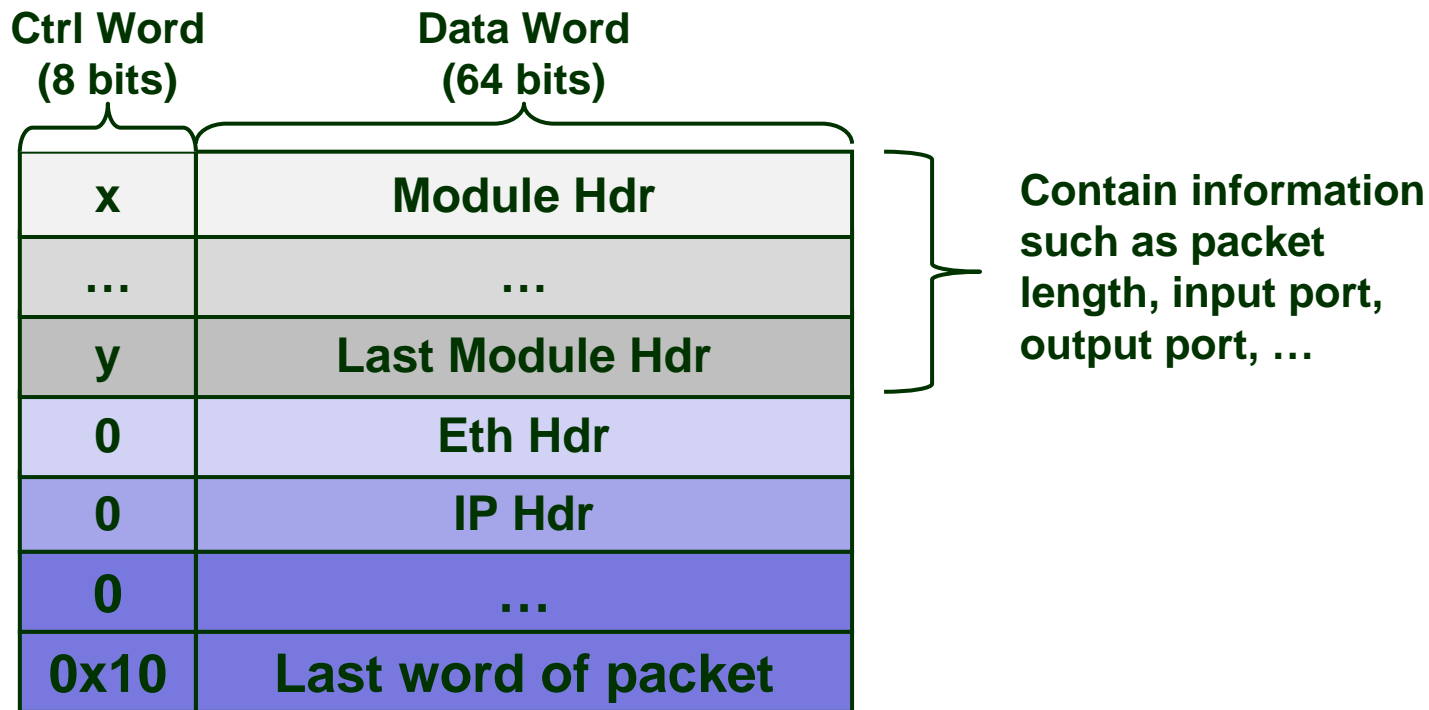 Ctrl Word
(8 bits)
Data Word
(64 bits)
x Module Hdr
… …
y Last Module Hdr
0 Eth Hdr
0 IP Hdr
0 …
0x10 Last word of packet
Contain information
such as packet
length, input port,
output port, …